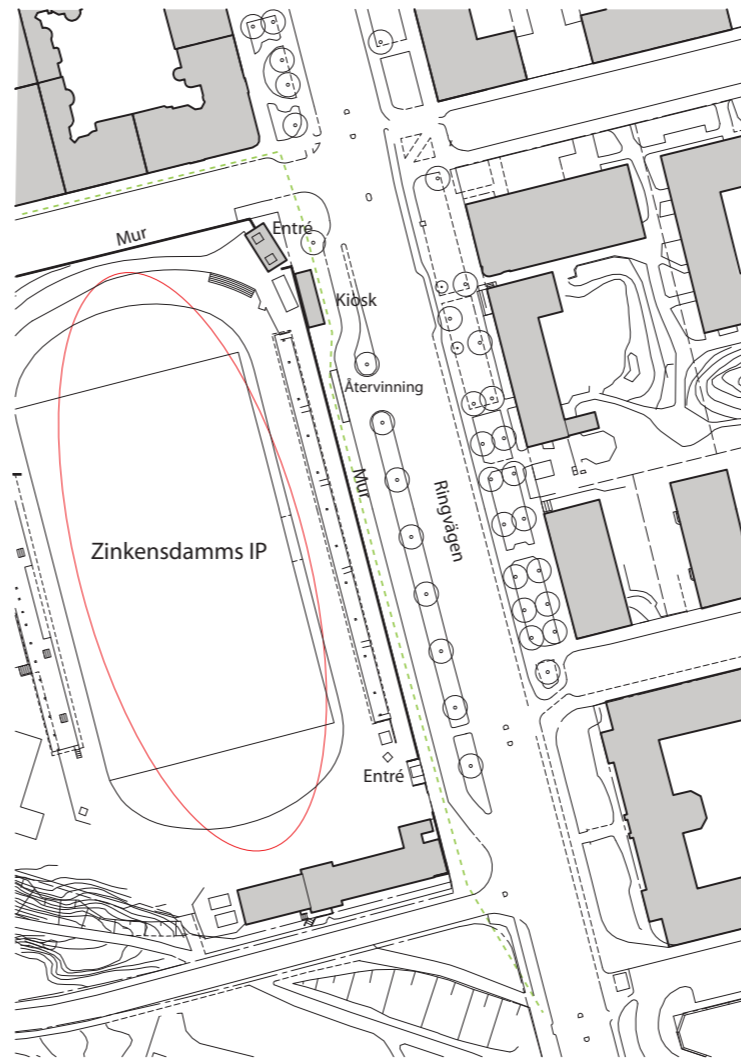 Mur
Entré
Kiosk
Återvinning
Mur
Ringvägen
Zinkensdamms IP
Entré